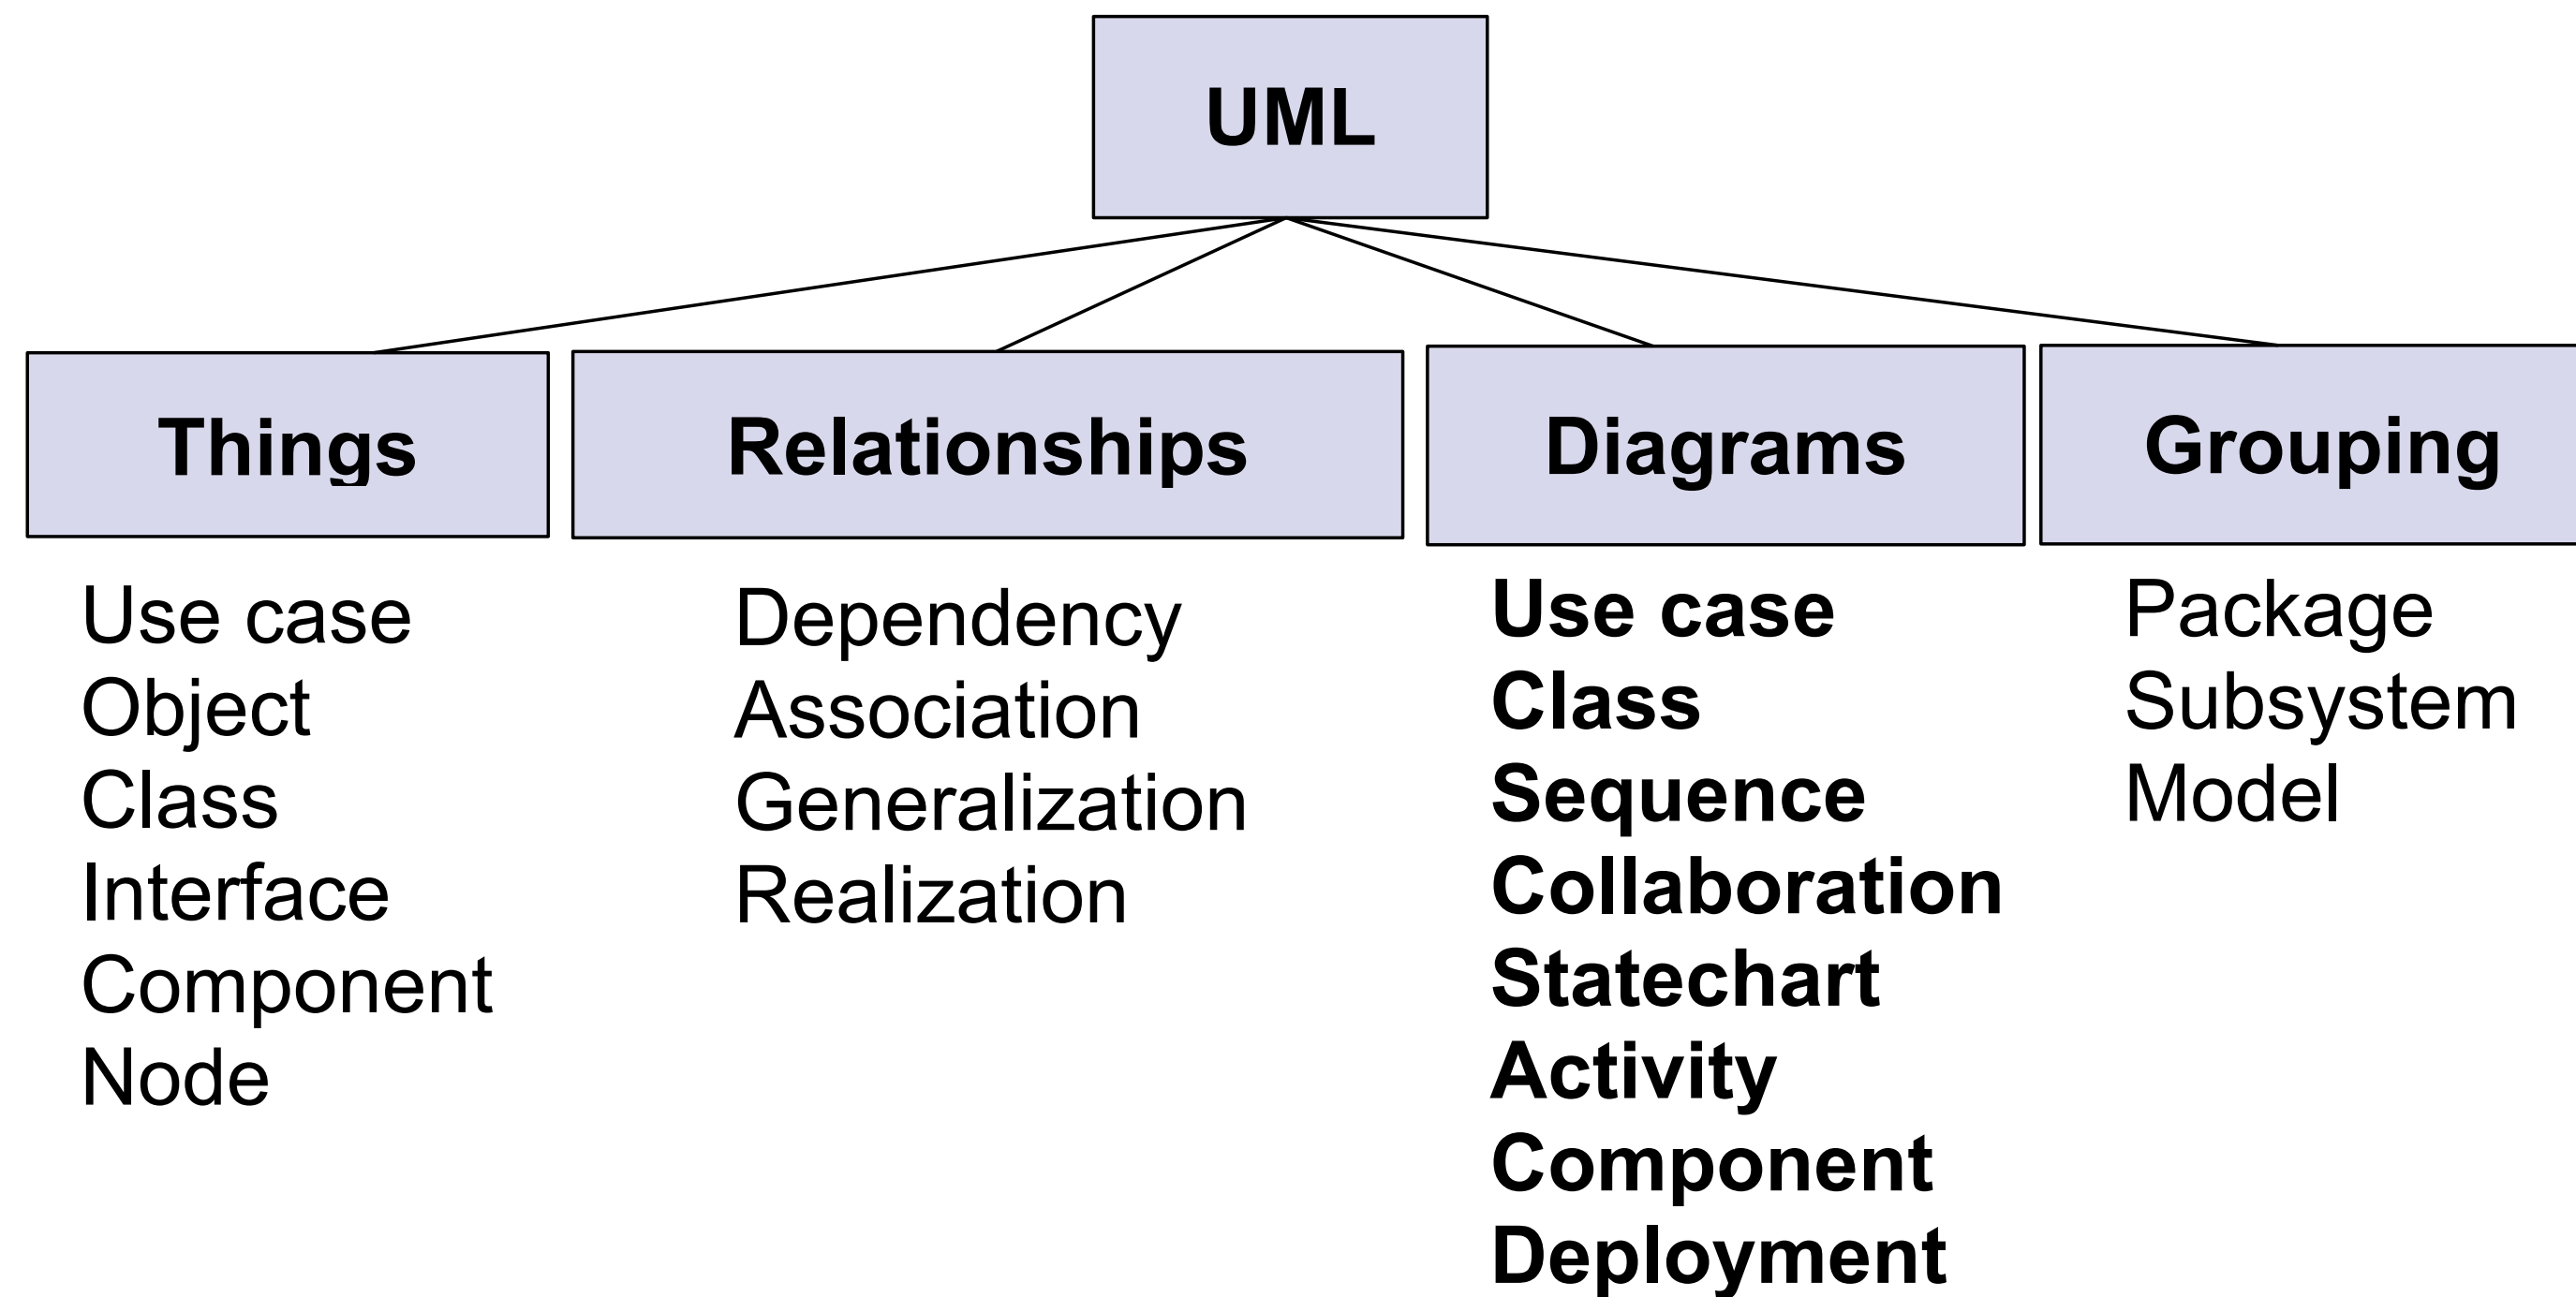 UML
Things
Relationships
Diagrams
Grouping
Use case
Object
Class
Interface
Component
Node
Dependency
Association
Generalization
Realization
Use case
Class
Sequence
Collaboration
Statechart
Activity
Component
Deployment
Package
Subsystem
Model